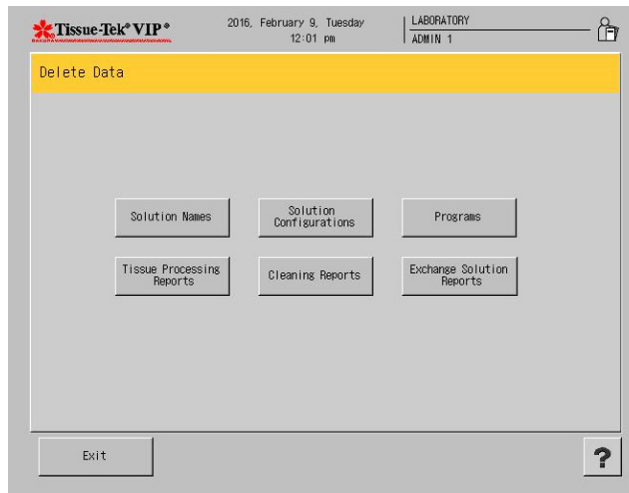 Tissue-Tek® VIP®
SAKURA
2016, February 9, Tuesday
12:01 pm
LABORATORY
ADMIN 1
Delete Data
Solution Names
Solution
Configurations
Programs
Tissue Processing
Reports
Cleaning Reports
Exchange Solution
Reports
Exit
?